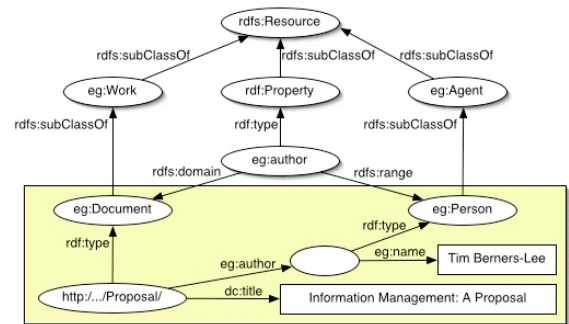 rdfs:Resource
rdfs:subClassOf rdfs:subClassOf rdfs:subClassOf
eg:Work rdf:Property eg:Agent
rdfs:subClassOf rdf:type rdfs:subClassOf
eg:author
rdfs:domain rdfs:range
eg:Document eg:Person
rdf:type rdf:type
eg:author eg:name Tim Berners-Lee
http:/.../Proposal/ dc:title Information Management: A Proposal